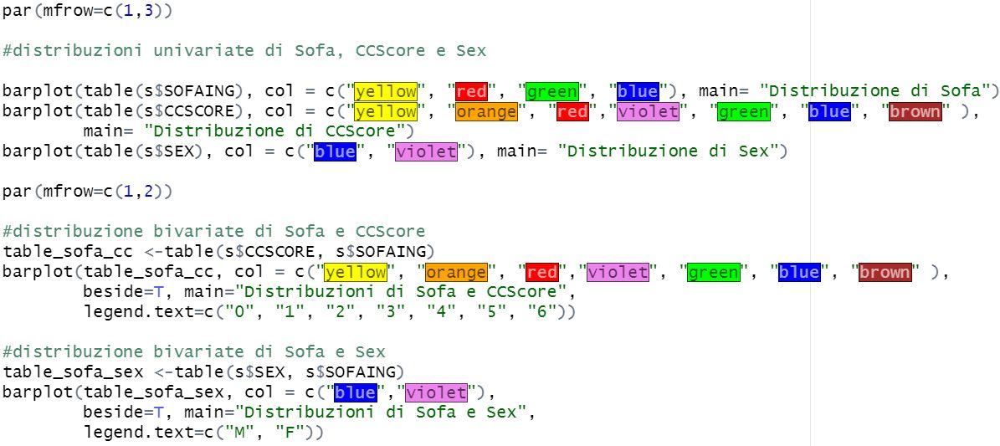 par(mfrow=c(1,3))
#distribuzioni univariate di Sofa, CCScore e Sex
barplot(table(s$SOFAING), col = c("yellow", "red", "green", "blue"), main= "Distribuzione di Sofa")
barplot(table(s$CCSCORE), col = c("yellow", "orange", "red","violet", "green", "blue", "brown" ),
main= "Distribuzione di CCScore")
barplot(table(s$SEX), col = c("blue", "violet"), main= "Distribuzione di Sex")
par(mfrow=c(1,2))
#distribuzione bivariate di Sofa e CCScore
table_sofa_cc <-table(s$CCSCORE, s$SOFAING)
barplot(table_sofa_cc, col = c("yellow", "orange", "red","violet", "green", "blue", "brown" ),
beside=T, main="Distribuzioni di Sofa e CCScore",
legend.text=c("0", "1", "2", "3", "4", "5", "6"))
#distribuzione bivariate di Sofa e Sex
table_sofa_sex <-table(s$SEX, s$SOFAING)
barplot(table_sofa_sex, col = c("blue","violet"),
beside=T, main="Distribuzioni di Sofa e Sex",
legend.text=c("M", "F"))